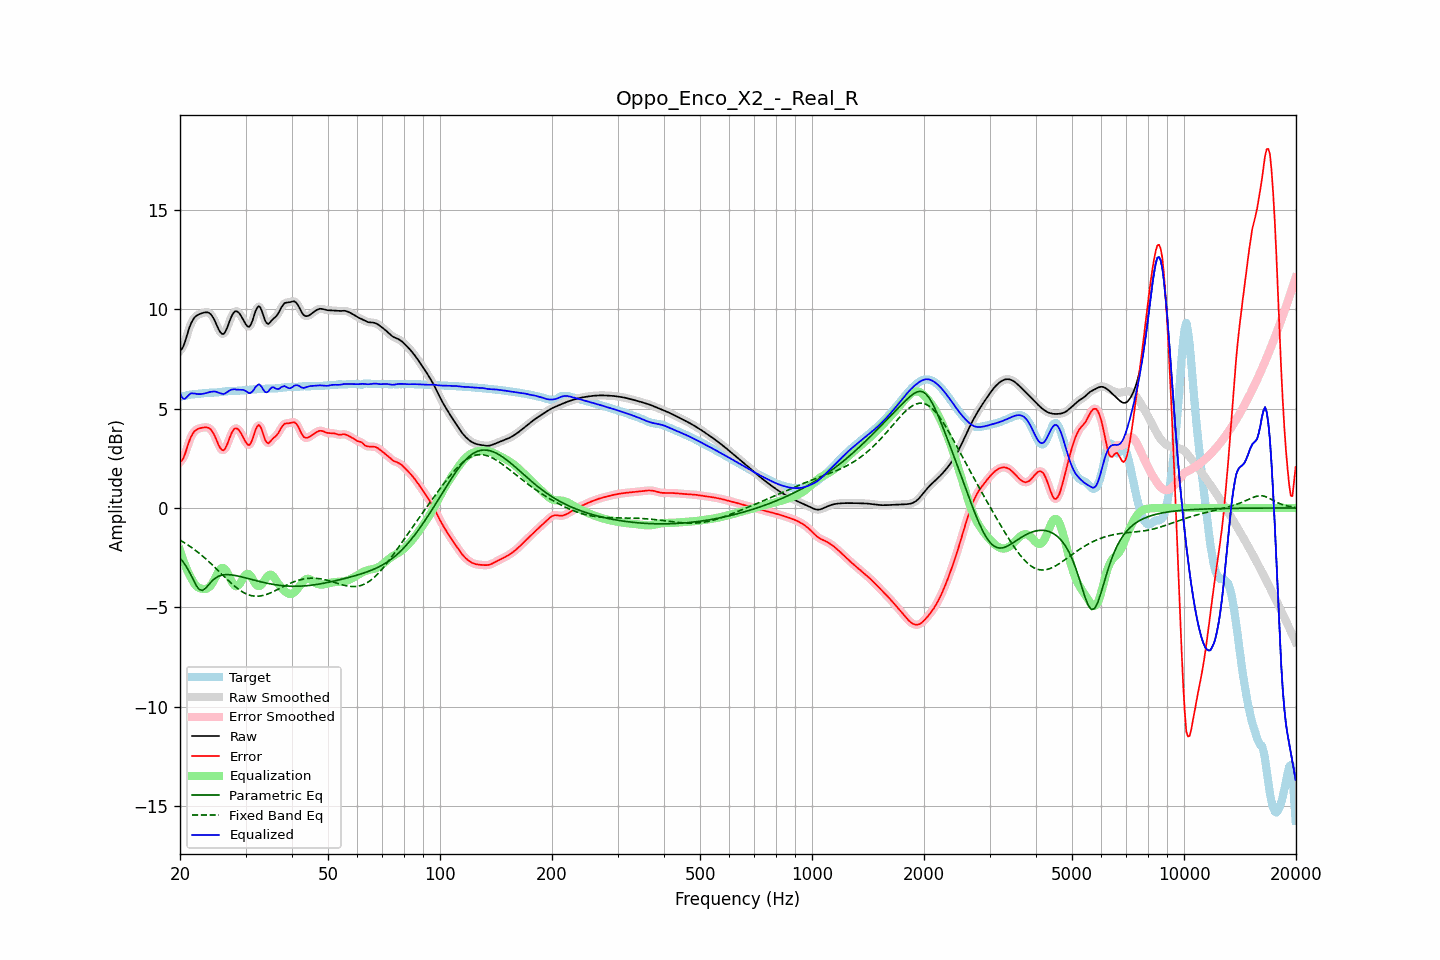 Oppo_Enco_X2_-_Real_R
Amplitude (dBr)
15
10
5
0
−5
−10
−15
Target
Raw Smoothed
Error Smoothed
Raw
Error
Equalization
Parametric Eq
Fixed Band Eq
Equalized
20 50 100 200 500 1000 2000 5000 10000 20000
Frequency (Hz)